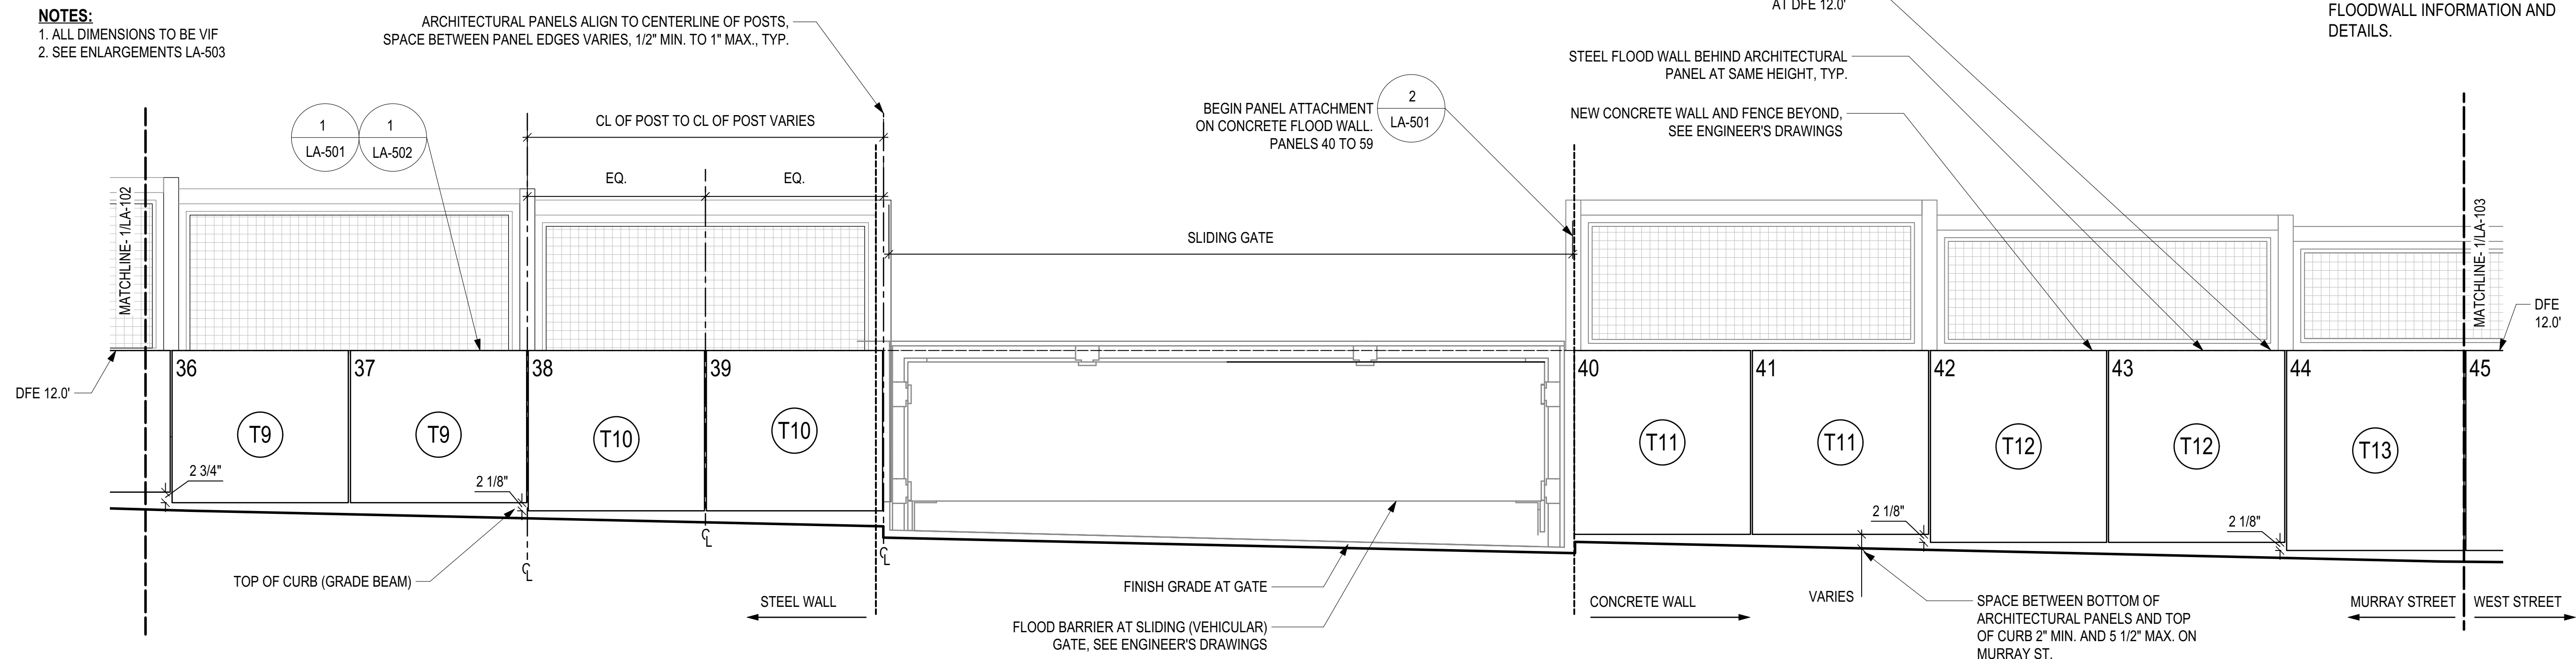 NOTES:
1. ALL DIMENSIONS TO BE VIF
2. SEE ENLARGEMENTS LA-503
ARCHITECTURAL PANELS ALIGN TO CENTERLINE OF POSTS,
SPACE BETWEEN PANEL EDGES VARIES, 1/2" MIN. TO 1" MAX., TYP.
AT DFE 12.0'
FLOODWALL INFORMATION AND
DETAILS.
STEEL FLOOD WALL BEHIND ARCHITECTURAL
PANEL AT SAME HEIGHT, TYP.
NEW CONCRETE WALL AND FENCE BEYOND,
SEE ENGINEER'S DRAWINGS
BEGIN PANEL ATTACHMENT
ON CONCRETE FLOOD WALL.
PANELS 40 TO 59
2
LA-501
1
LA-501
1
LA-502
CL OF POST TO CL OF POST VARIES
EQ.
EQ.
SLIDING GATE
MATCHLINE- 1/LA-102
MATCHLINE- 1/LA-103
DFE
12.0'
DFE 12.0'
36
37
38
39
40
41
42
43
44
45
T9
T9
T10
T10
T11
T11
T12
T12
T13
2 3/4"
2 1/8"
2 1/8"
2 1/8"
CL
CL
CL
TOP OF CURB (GRADE BEAM)
STEEL WALL
FINISH GRADE AT GATE
FLOOD BARRIER AT SLIDING (VEHICULAR)
GATE, SEE ENGINEER'S DRAWINGS
CONCRETE WALL
VARIES
SPACE BETWEEN BOTTOM OF
ARCHITECTURAL PANELS AND TOP
OF CURB 2" MIN. AND 5 1/2" MAX. ON
MURRAY ST.
MURRAY STREET
WEST STREET